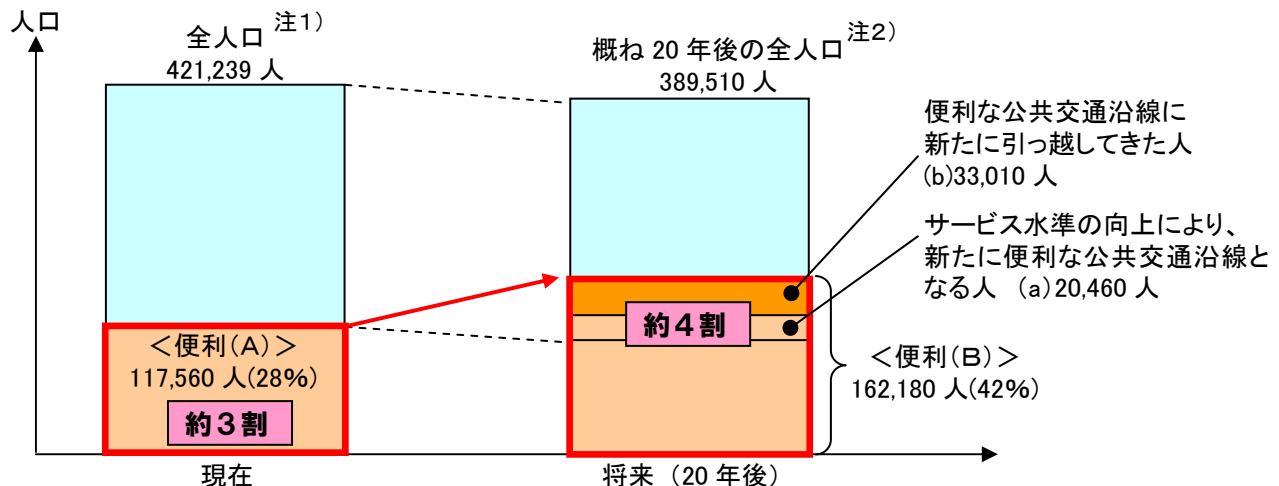 人口
全人口 注1)
421,239 人
概ね 20 年後の全人口 注2)
389,510 人
便利な公共交通沿線に
新たに引っ越してきた人
(b)33,010 人
サービス水準の向上により、
新たに便利な公共交通沿線と
なる人 (a)20,460 人
約4割
<便利(A)>
117,560 人(28%)
約3割
<便利(B)>
162,180 人(42%)
現在
将来 (20 年後)